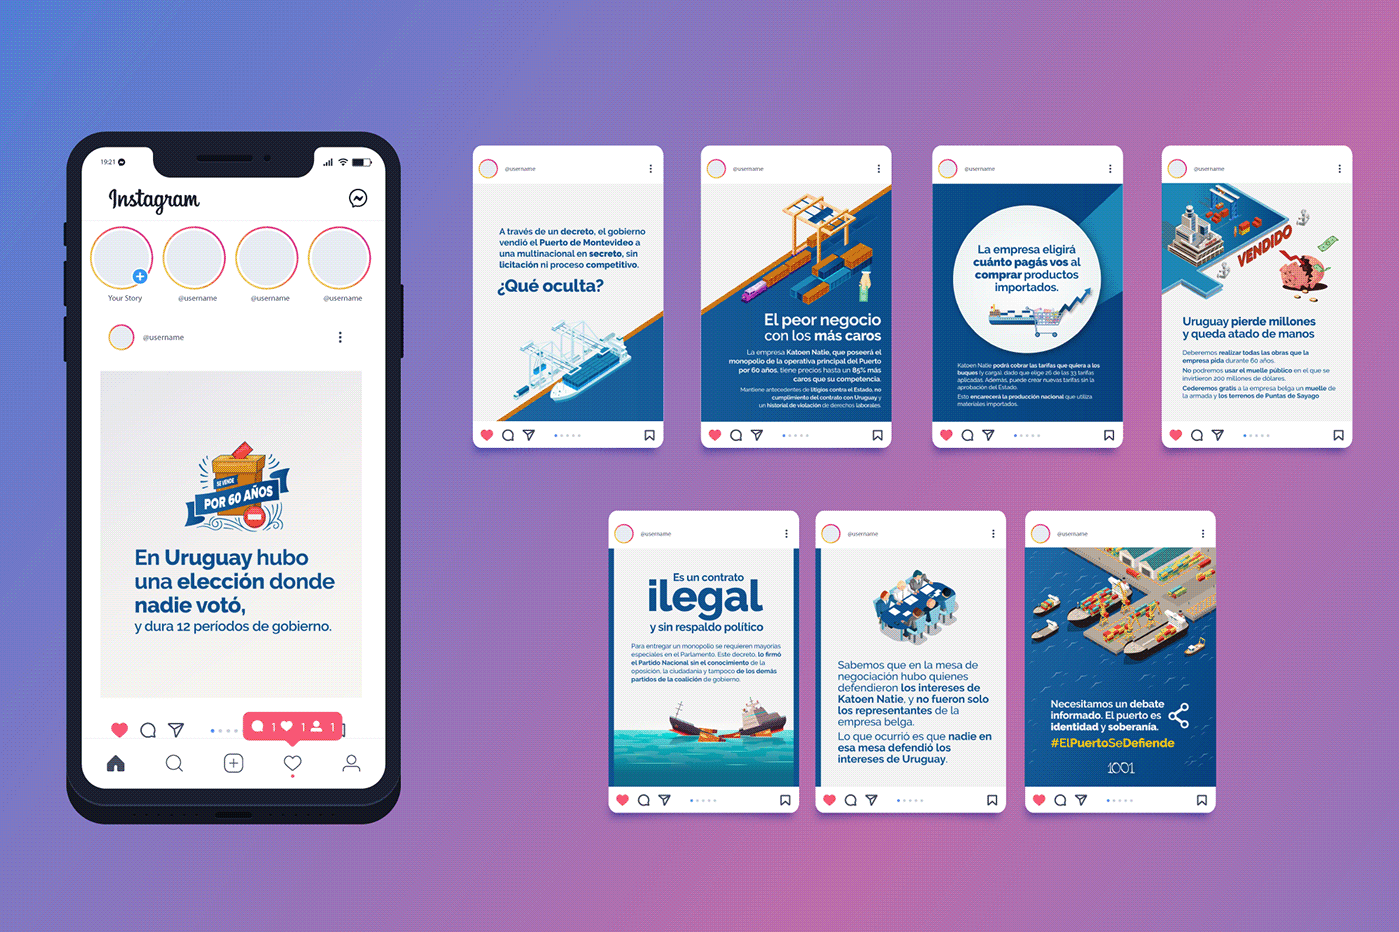 19:21
Instagram
Your Story
@username
@username
@username
@username
SE VENDE
POR 60 AÑOS
En Uruguay hubo
una elección donde
nadie votó,
y dura 12 períodos de gobierno.
1 1 1
@username
A través de un decreto, el gobierno
vendió el Puerto de Montevideo a
una multinacional en secreto, sin
licitación ni proceso competitivo.
¿Qué oculta?
@username
El peor negocio
con los más caros
La empresa Katoen Natie, que poseerá el
monopolio de la operativa principal del Puerto
por 60 años, tiene precios hasta un 85% más
caros que su competencia.
Mantiene antecedentes de litigios contra el Estado, no
cumplimiento del contrato con Uruguay y
un historial de violación de derechos laborales.
@username
La empresa eligirá
cuánto pagás vos al
comprar productos
importados.
Katoen Natie podrá cobrar las tarifas que quiera a los
buques (y carga), dado que elige 26 de las 33 tarifas
aplicadas. Además, puede crear nuevas tarifas sin la
aprobación del Estado.
Esto encarecerá la producción nacional que utiliza
materiales importados.
@username
VENDIDO
Uruguay pierde millones
y queda atado de manos
Deberemos realizar todas las obras que la
empresa pida durante 60 años.
No podremos usar el muelle público en el que se
invirtieron 200 millones de dólares.
Cederemos gratis a la empresa belga un muelle de
la armada y los terrenos de Puntas de Sayago
@username
Es un contrato
ilegal
y sin respaldo político
Para entregar un monopolio se requieren mayorías
especiales en el Parlamento. Este decreto, lo firmó
el Partido Nacional sin el conocimiento de la
oposición, la ciudadanía y tampoco de los demás
partidos de la coalición de gobierno.
@username
Sabemos que en la mesa de
negociación hubo quienes
defendieron los intereses de
Katoen Natie, y no fueron solo
los representantes de la
empresa belga.
Lo que ocurrió es que nadie en
esa mesa defendió los
intereses de Uruguay.
@username
Necesitamos un debate
informado. El puerto es
identidad y soberanía.
#ElPuertoSeDefiende
1001